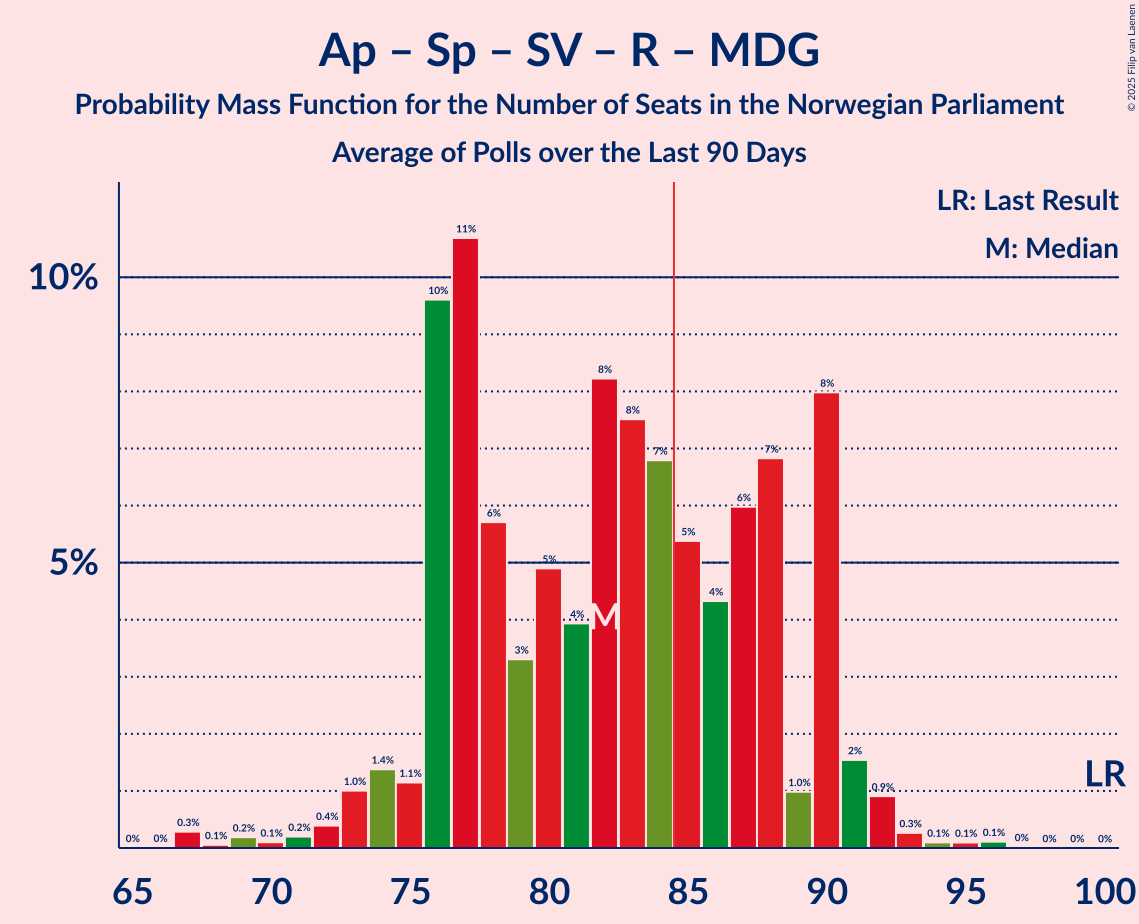 Ap – Sp – SV – R – MDG
Probability Mass Function for the Number of Seats in the Norwegian Parliament
Average of Polls over the Last 90 Days
© 2025 Filip van Laenen
LR: Last Result
M: Median
10%
5%
0% 0% 0.3% 0.1% 0.2% 0.1% 0.2% 0.4% 1.0% 1.4% 1.1% 10% 11% 6% 3% 5% 4% 8% 8% 7% 5% 4% 6% 7% 1.0% 8% 2% 0.9% 0.3% 0.1% 0.1% 0.1% 0% 0% 0% 0%
M
LR
65 70 75 80 85 90 95 100